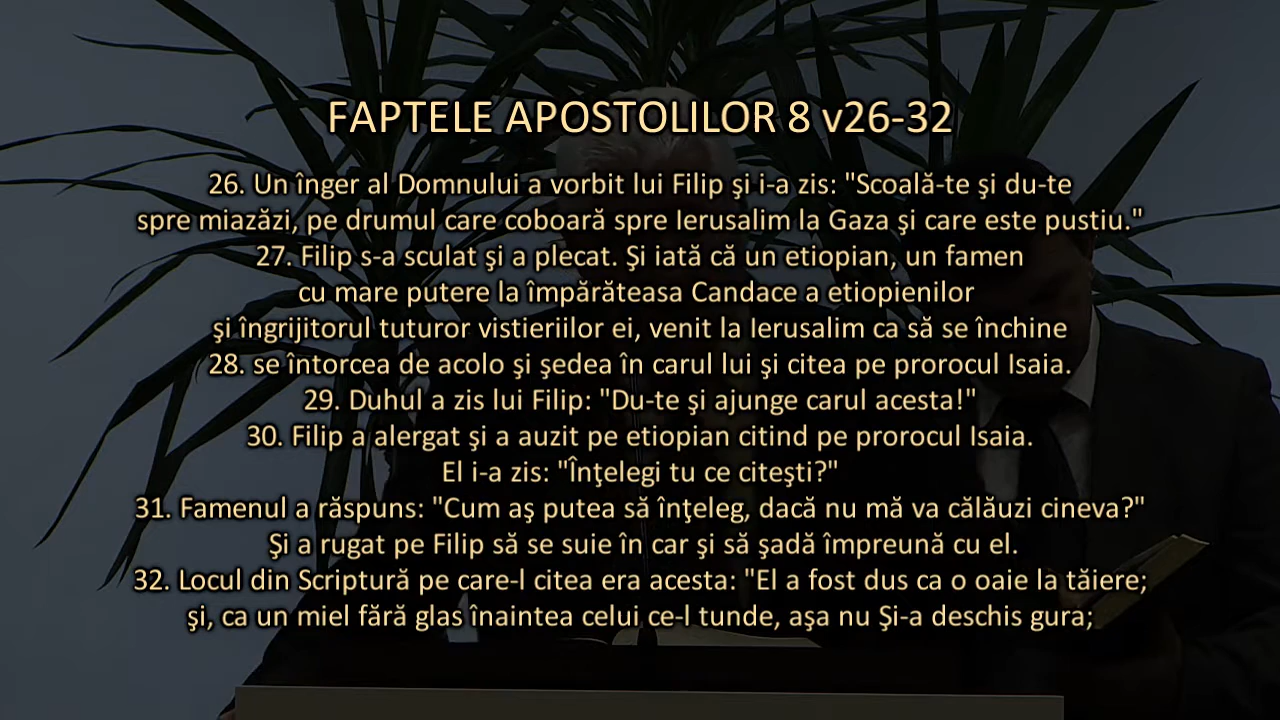 FAPTELE APOSTOLILOR 8 v26-32
26. Un înger al Domnului a vorbit lui Filip şi i-a zis: "Scoală-te şi du-te
spre miazăzi, pe drumul care coboară spre Ierusalim la Gaza şi care este pustiu."
27. Filip s-a sculat şi a plecat. Şi iată că un etiopian, un famen
cu mare putere la împărăteasa Candace a etiopienilor
şi îngrijitorul tuturor vistieriilor ei, venit la Ierusalim ca să se închine
28. se întorcea de acolo şi şedea în carul lui şi citea pe prorocul Isaia.
29. Duhul a zis lui Filip: "Du-te şi ajunge carul acesta!"
30. Filip a alergat şi a auzit pe etiopian citind pe prorocul Isaia.
El i-a zis: "Înţelegi tu ce citeşti?"
31. Famenul a răspuns: "Cum aş putea să înţeleg, dacă nu mă va călăuzi cineva?"
Şi a rugat pe Filip să se suie în car şi să şadă împreună cu el.
32. Locul din Scriptură pe care-l citea era acesta: "El a fost dus ca o oaie la tăiere;
şi, ca un miel fără glas înaintea celui ce-l tunde, aşa nu Şi-a deschis gura;